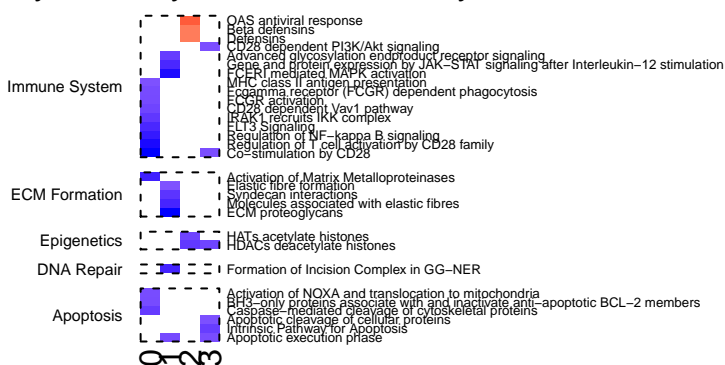 OAS antiviral response
Beta defensins
Defensins
CD28 dependent PI3K/Akt signaling
Advanced glycosylation endproduct receptor signaling
Gene and protein expression by JAK−STAT signaling after Interleukin−12 stimulation
FCERI mediated MAPK activation
Immune System
MHC class II antigen presentation
Fcgamma receptor (FCGR) dependent phagocytosis
FCGR activation
CD28 dependent Vav1 pathway
IRAK1 recruits IKK complex
FLT3 Signaling
Regulation of NF−kappa B signaling
Regulation of T cell activation by CD28 family
Co−stimulation by CD28
Activation of Matrix Metalloproteinases
Elastic fibre formation
ECM Formation
Syndecan interactions
Molecules associated with elastic fibres
ECM proteoglycans
Epigenetics
HATs acetylate histones
HDACs deacetylate histones
DNA Repair
Formation of Incision Complex in GG−NER
Activation of NOXA and translocation to mitochondria
BH3−only proteins associate with and inactivate anti−apoptotic BCL−2 members
Caspase−mediated cleavage of cytoskeletal proteins
Apoptosis
Apoptotic cleavage of cellular proteins
Intrinsic Pathway for Apoptosis
Apoptotic execution phase
0 1 2 3